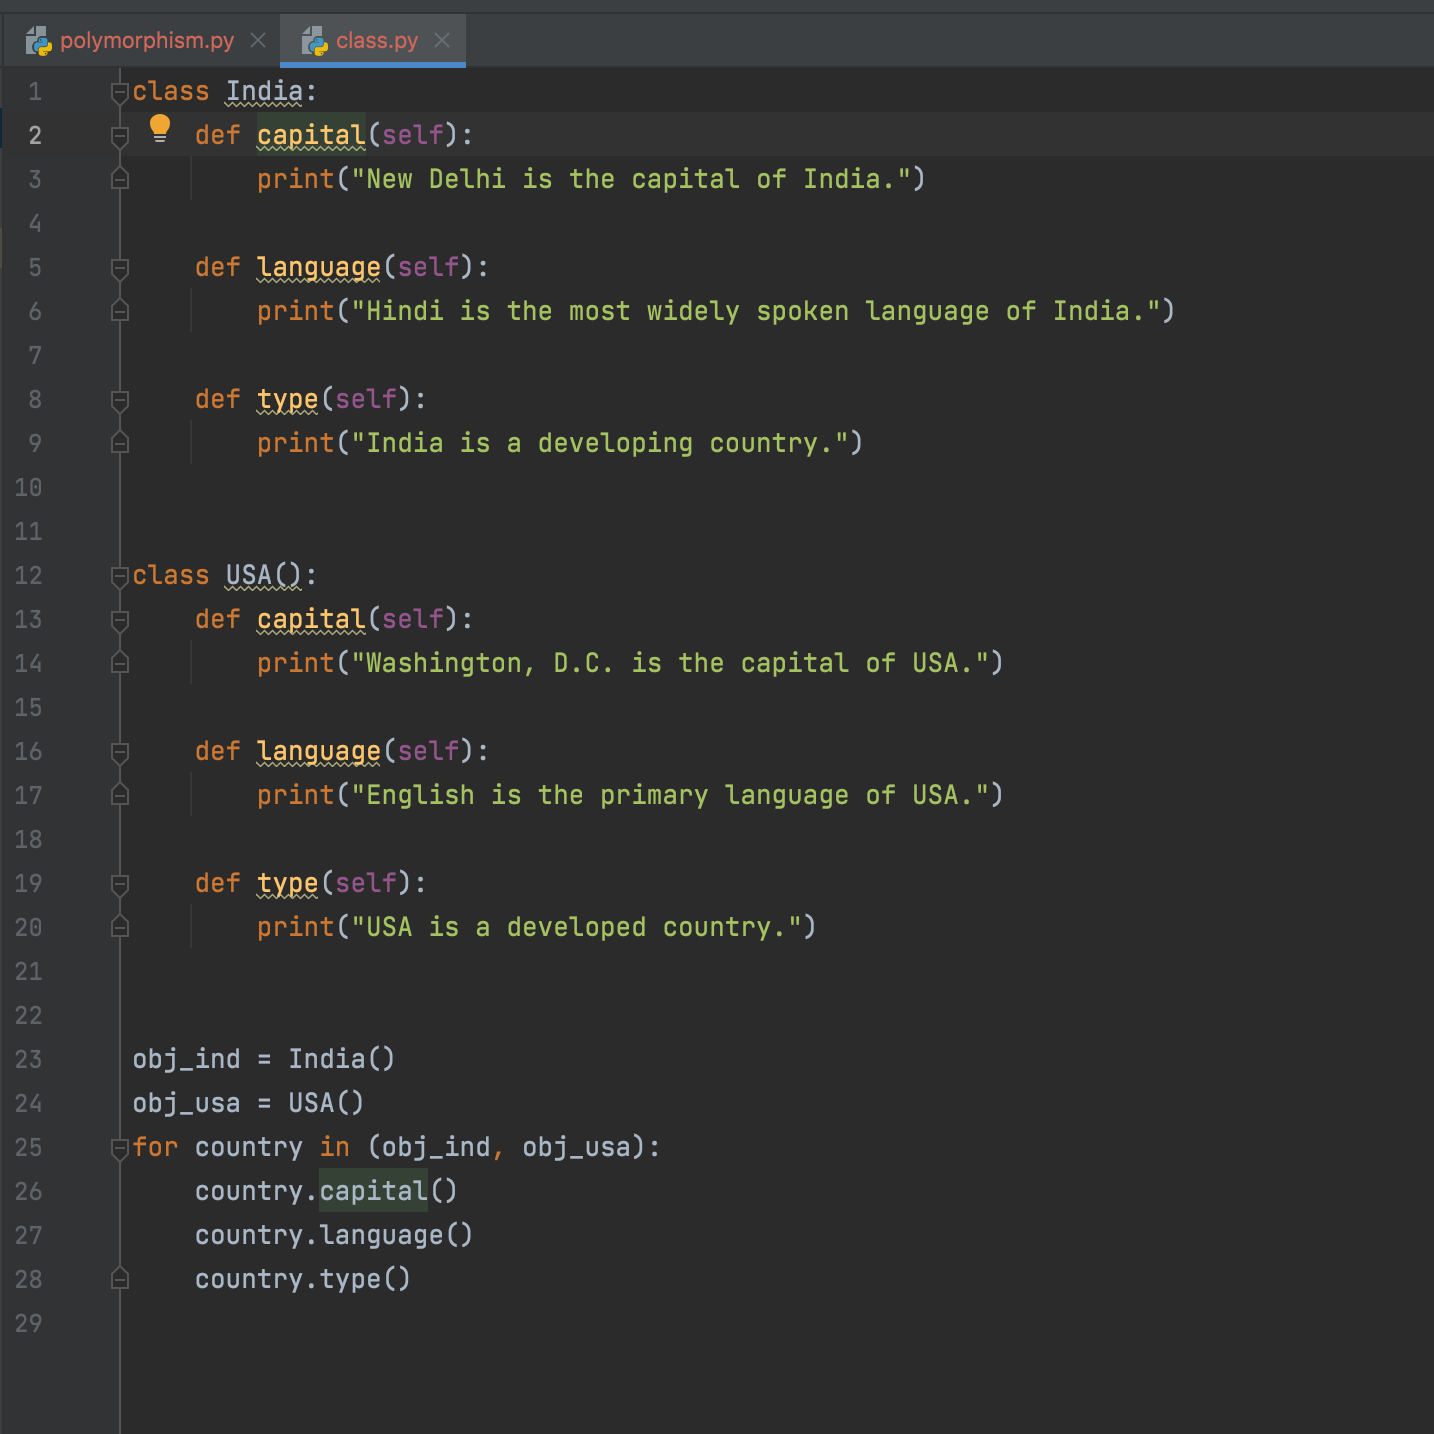 polymorphism.py class.py
1 class India:
2     def capital(self):
3         print("New Delhi is the capital of India.")
4
5     def language(self):
6         print("Hindi is the most widely spoken language of India.")
7
8     def type(self):
9         print("India is a developing country.")
10
11
12 class USA():
13     def capital(self):
14         print("Washington, D.C. is the capital of USA.")
15
16     def language(self):
17         print("English is the primary language of USA.")
18
19     def type(self):
20         print("USA is a developed country.")
21
22
23 obj_ind = India()
24 obj_usa = USA()
25 for country in (obj_ind, obj_usa):
26     country.capital()
27     country.language()
28     country.type()
29